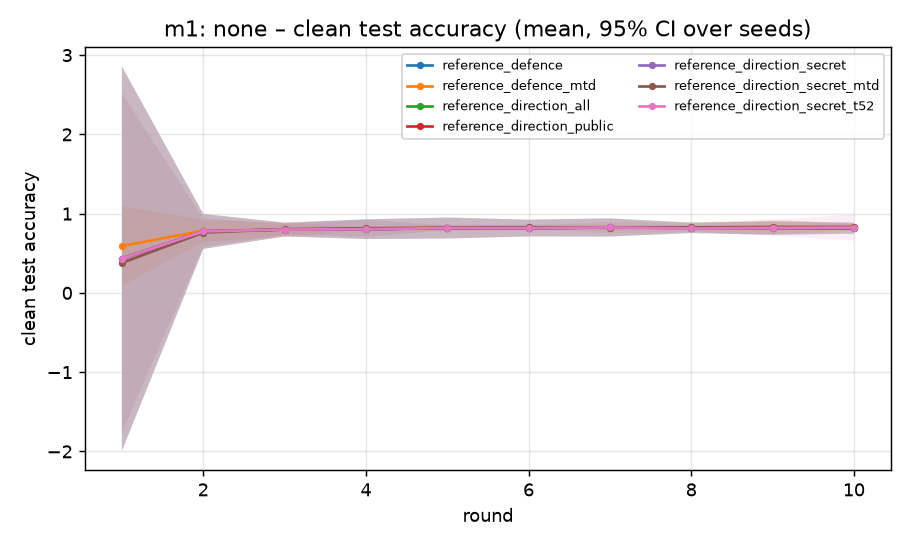 m1: none – clean test accuracy (mean, 95% CI over seeds)
3
2
1
0
−1
−2
clean test accuracy
reference_defence
reference_defence_mtd
reference_direction_all
reference_direction_public
reference_direction_secret
reference_direction_secret_mtd
reference_direction_secret_t52
2 4 6 8 10
round